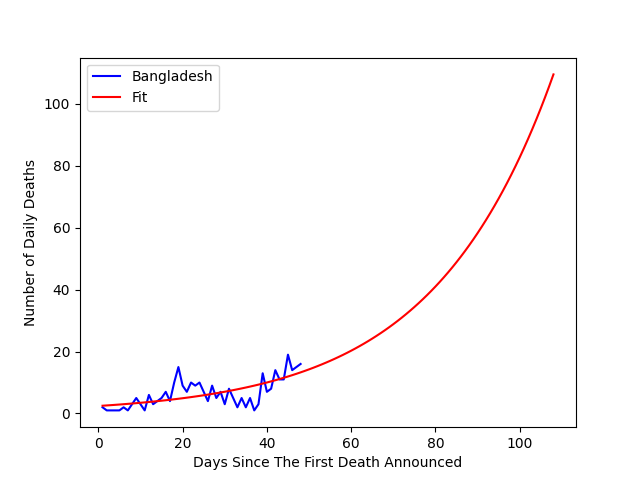 Bangladesh
Fit
100
80
60
40
20
0
Number of Daily Deaths
0 20 40 60 80 100
Days Since The First Death Announced